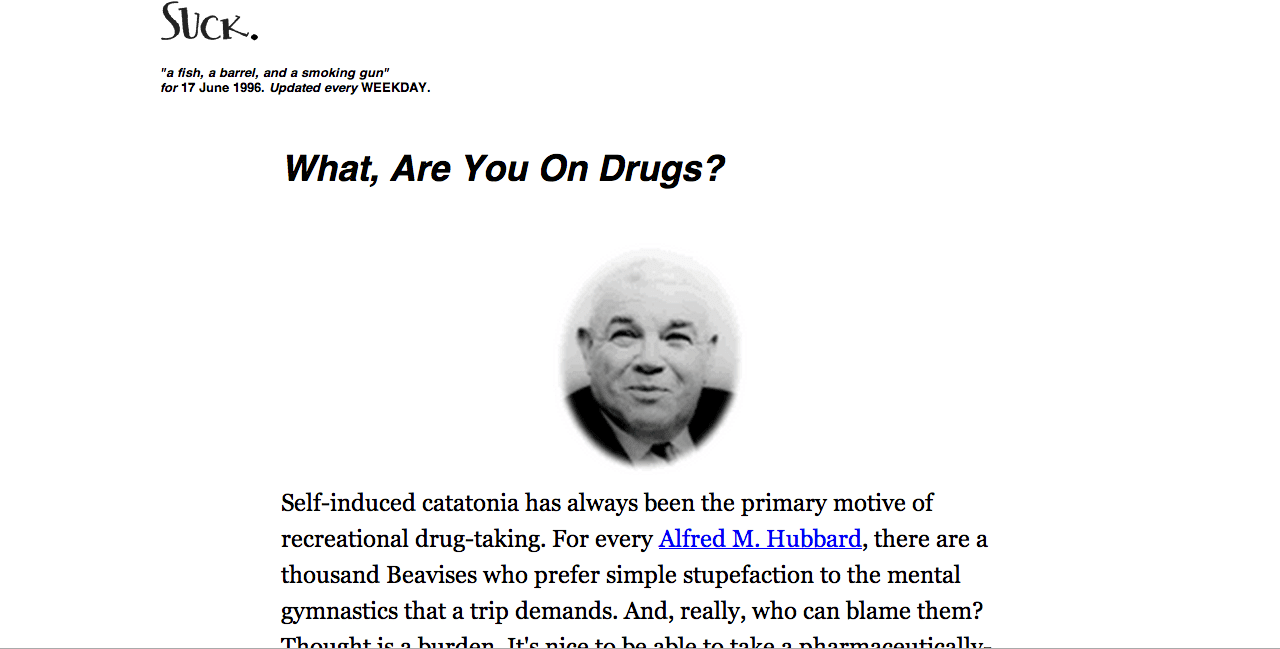 SUCK.
"a fish, a barrel, and a smoking gun"
for 17 June 1996. Updated every WEEKDAY.
What, Are You On Drugs?
Self-induced catatonia has always been the primary motive of
recreational drug-taking. For every Alfred M. Hubbard, there are a
thousand Beavises who prefer simple stupefaction to the mental
gymnastics that a trip demands. And, really, who can blame them?
Thought is a burden. It's nice to be able to take a pharmaceutically-